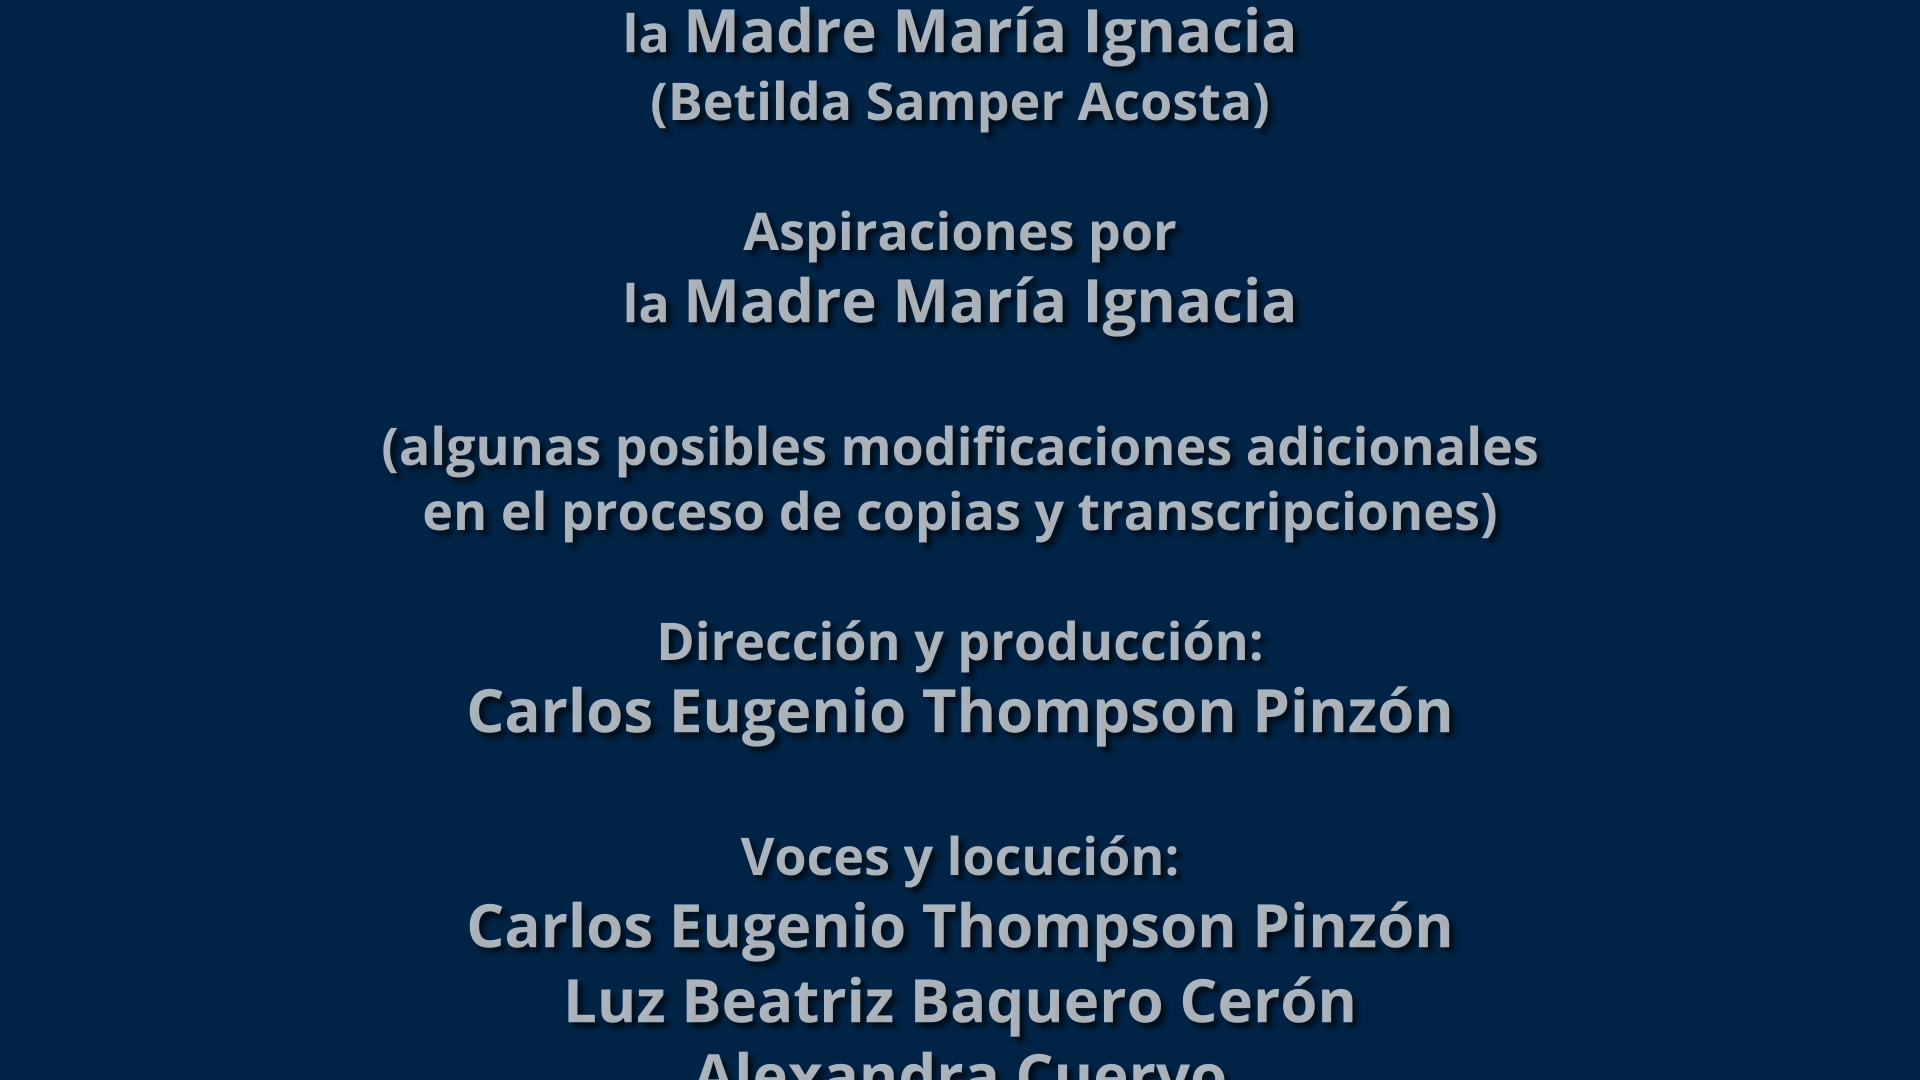 la Madre María Ignacia
(Betilda Samper Acosta)
Aspiraciones por
la Madre María Ignacia
(algunas posibles modificaciones adicionales
en el proceso de copias y transcripciones)
Dirección y producción:
Carlos Eugenio Thompson Pinzón
Voces y locución:
Carlos Eugenio Thompson Pinzón
Luz Beatriz Baquero Cerón
Alexandra Cuervo